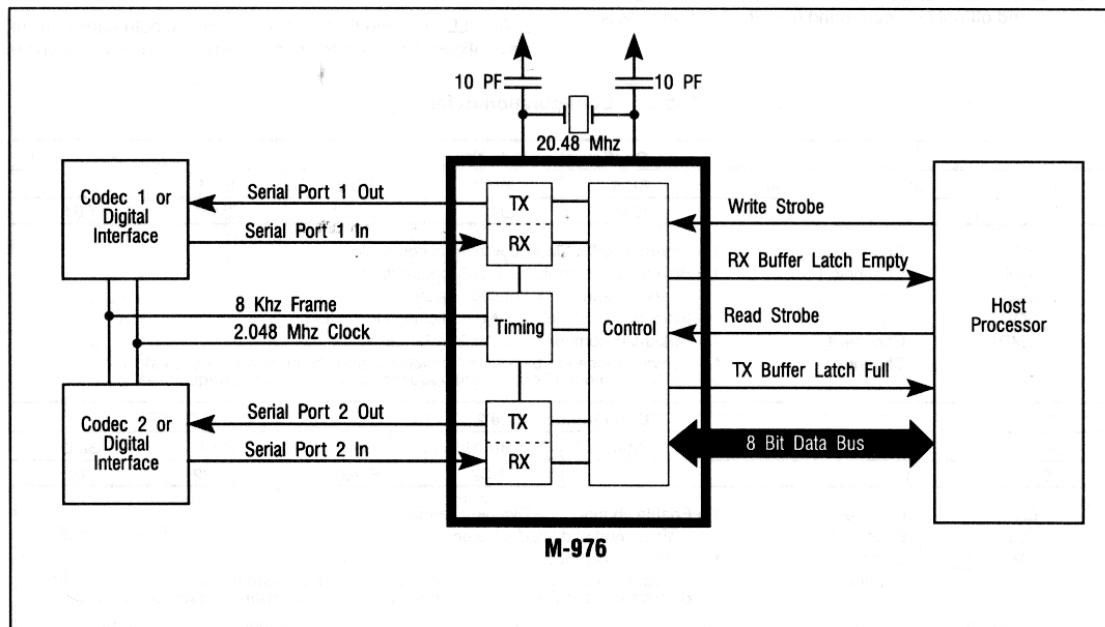 10 PF
10 PF
20.48 Mhz
Codec 1 or
Digital
Interface
Serial Port 1 Out
Serial Port 1 In
TX
RX
8 Khz Frame
2.048 Mhz Clock
Timing
Control
Write Strobe
RX Buffer Latch Empty
Read Strobe
TX Buffer Latch Full
8 Bit Data Bus
Host
Processor
Codec 2 or
Digital
Interface
Serial Port 2 Out
Serial Port 2 In
TX
RX
M-976